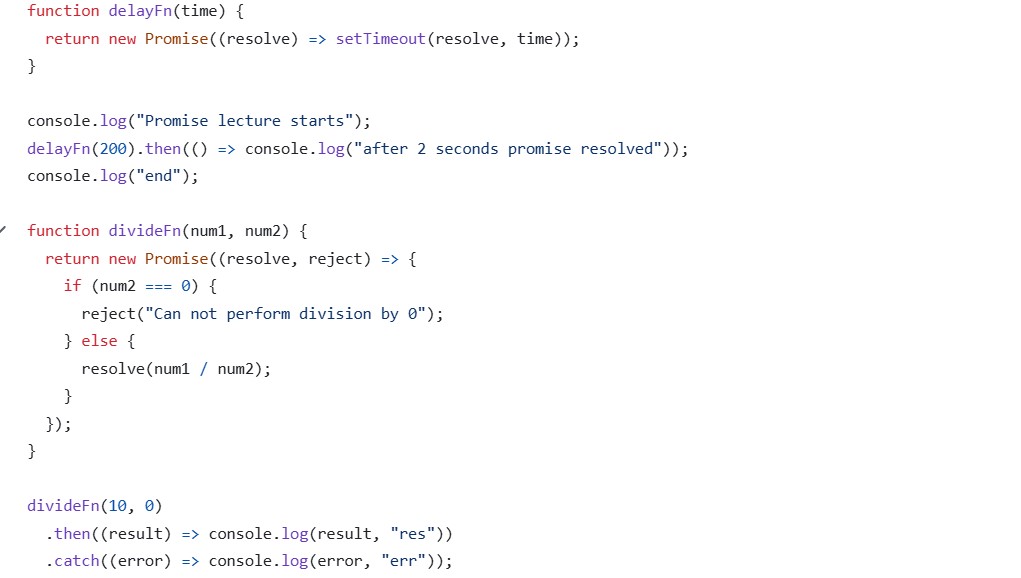 function delayFn(time) {
  return new Promise((resolve) => setTimeout(resolve, time));
}
console.log("Promise lecture starts");
delayFn(200).then(() => console.log("after 2 seconds promise resolved"));
console.log("end");
function divideFn(num1, num2) {
  return new Promise((resolve, reject) => {
    if (num2 === 0) {
      reject("Can not perform division by 0");
    } else {
      resolve(num1 / num2);
    }
  });
}
divideFn(10, 0)
  .then((result) => console.log(result, "res"))
  .catch((error) => console.log(error, "err"));